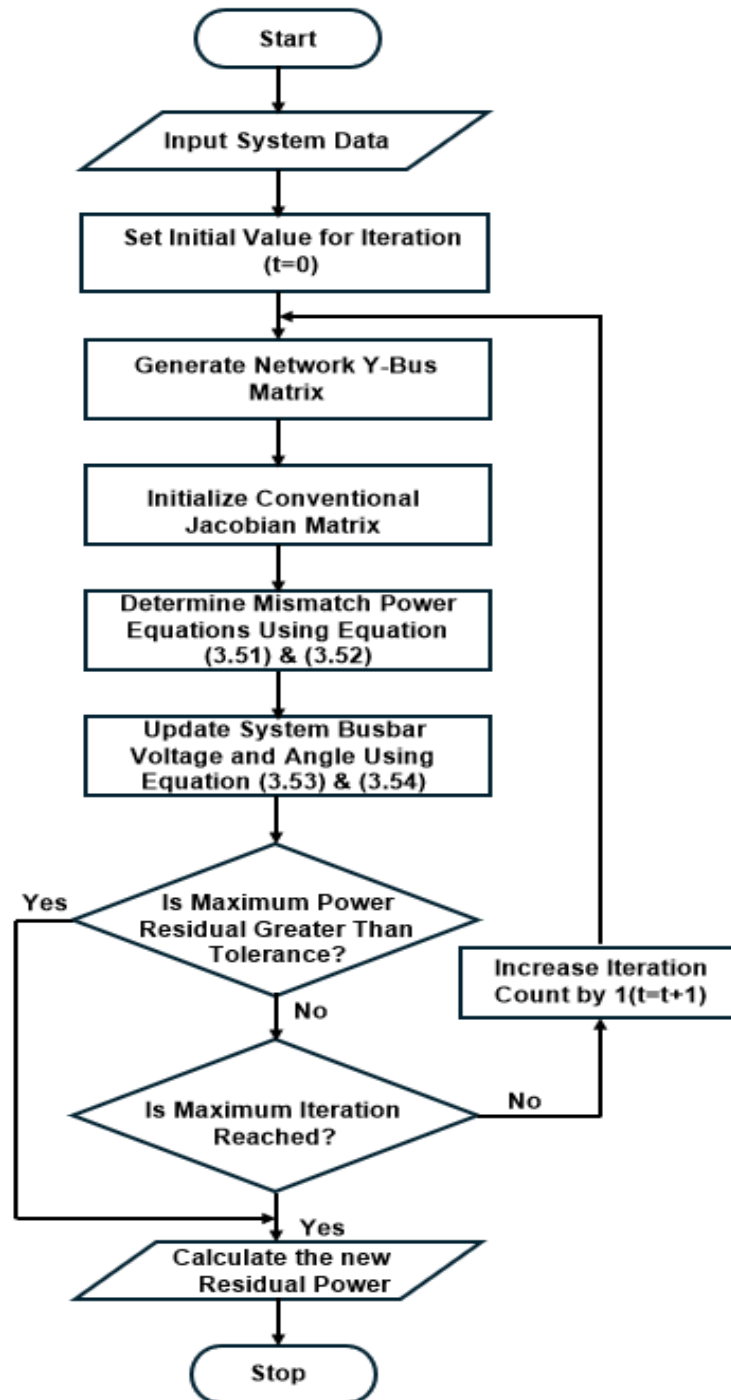 Start
Input System Data
Set Initial Value for Iteration
(t=0)
Generate Network Y-Bus
Matrix
Initialize Conventional
Jacobian Matrix
Determine Mismatch Power
Equations Using Equation
(3.51) & (3.52)
Update System Busbar
Voltage and Angle Using
Equation (3.53) & (3.54)
Yes
Is Maximum Power
Residual Greater Than
Tolerance?
Increase Iteration
Count by 1(t=t+1)
No
Is Maximum Iteration
Reached?
No
Yes
Calculate the new
Residual Power
Stop